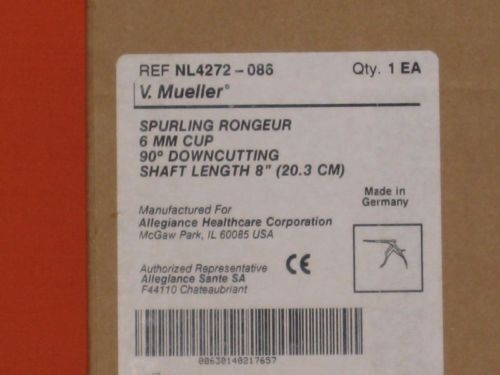 REF NL4272-086 Qty. 1 EA
V. Mueller®
SPURLING RONGEUR
6 MM CUP
90º DOWNCUTTING
SHAFT LENGTH 8" (20.3 CM)
Made in
Germany
Manufactured For
Allegiance Healthcare Corporation
McGaw Park, IL 60085 USA
Authorized Representative
Allegiance Sante SA
F44110 Chateaubriant
CE
00630140217657